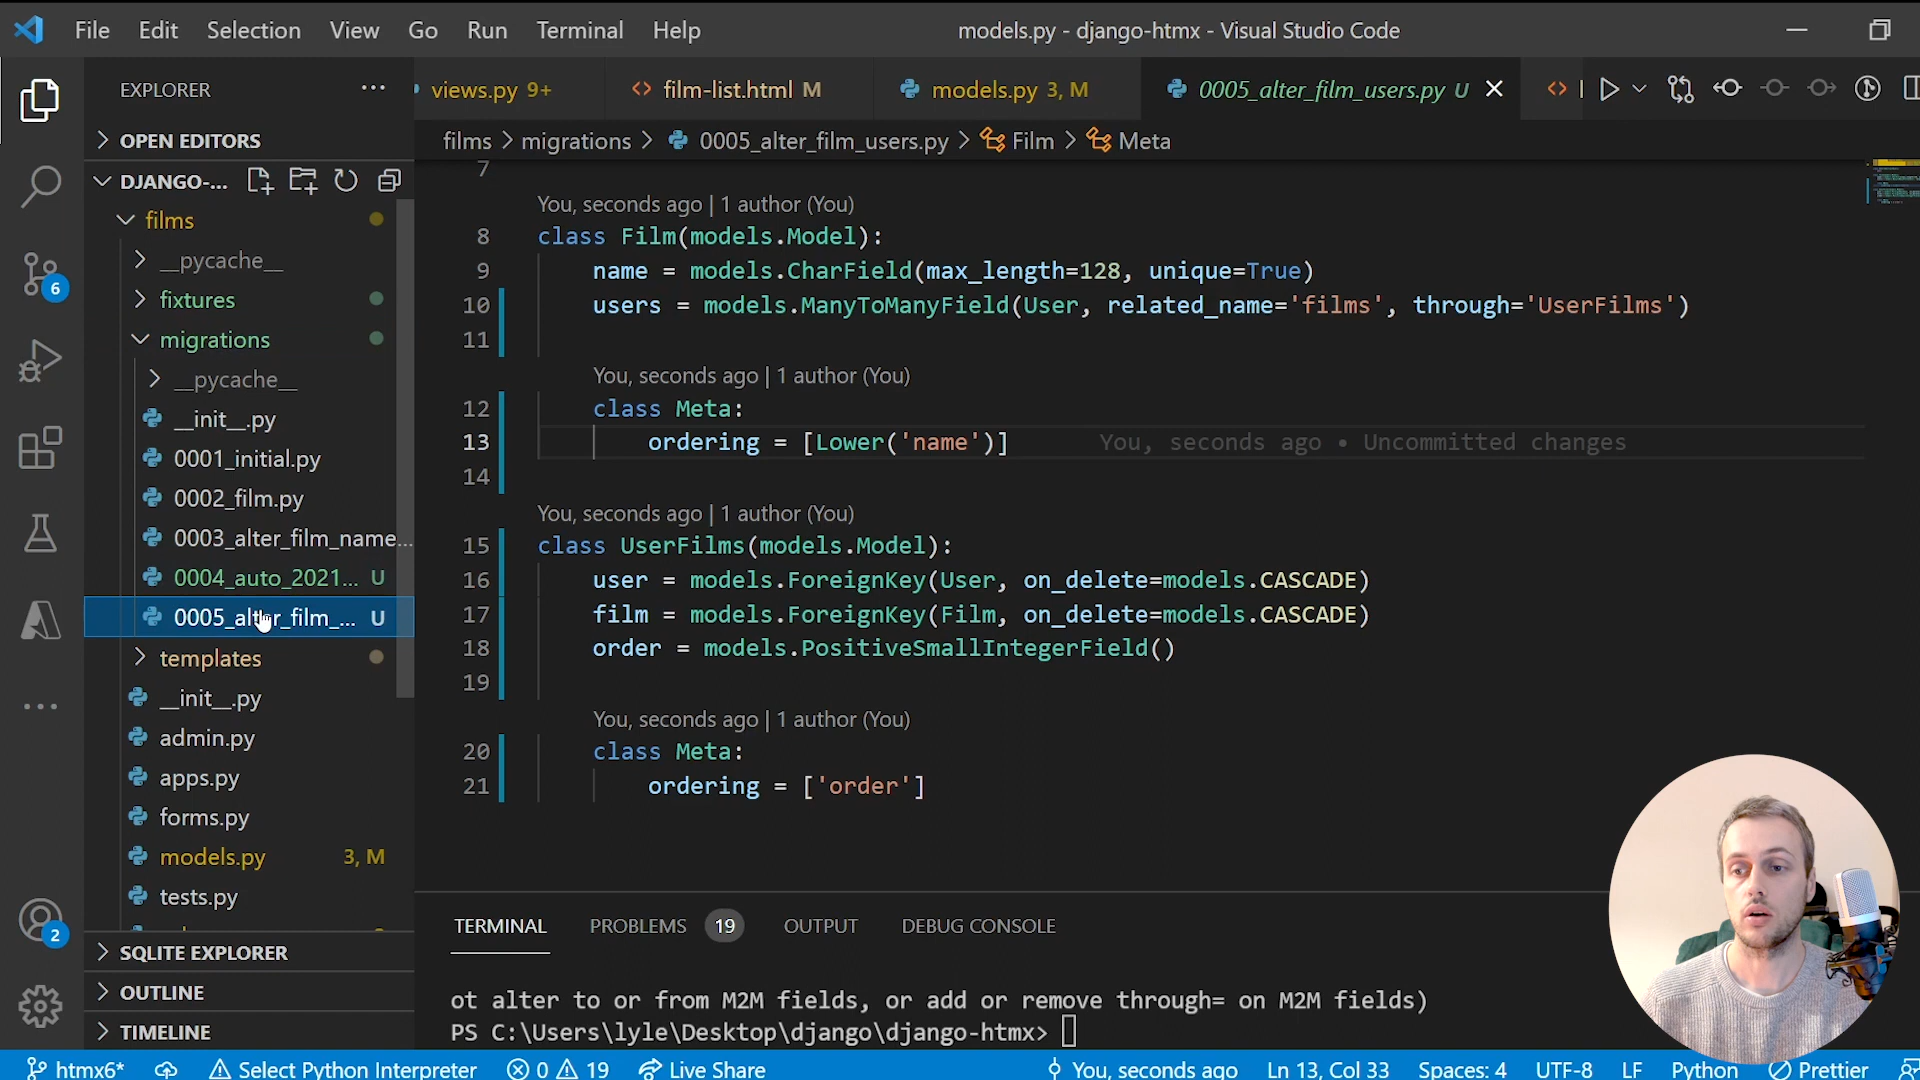 File Edit Selection View Go Run Terminal Help
models.py - django-htmx - Visual Studio Code
EXPLORER
views.py 9+
film-list.html M
models.py 3, M
0005_alter_film_users.py U
OPEN EDITORS
films > migrations > 0005_alter_film_users.py > Film > Meta
DJANGO-...
films
__pycache__
fixtures
migrations
__pycache__
__init__.py
0001_initial.py
0002_film.py
0003_alter_film_name...
0004_auto_2021... U
0005_alter_film_... U
templates
__init__.py
admin.py
apps.py
forms.py
models.py 3, M
tests.py
SQLITE EXPLORER
OUTLINE
TIMELINE
6
2
7
You, seconds ago | 1 author (You)
8 class Film(models.Model):
9 name = models.CharField(max_length=128, unique=True)
10 users = models.ManyToManyField(User, related_name='films', through='UserFilms')
11
You, seconds ago | 1 author (You)
12 class Meta:
13 ordering = [Lower('name')] You, seconds ago • Uncommitted changes
14
You, seconds ago | 1 author (You)
15 class UserFilms(models.Model):
16 user = models.ForeignKey(User, on_delete=models.CASCADE)
17 film = models.ForeignKey(Film, on_delete=models.CASCADE)
18 order = models.PositiveSmallIntegerField()
19
You, seconds ago | 1 author (You)
20 class Meta:
21 ordering = ['order']
TERMINAL PROBLEMS 19 OUTPUT DEBUG CONSOLE
ot alter to or from M2M fields, or add or remove through= on M2M fields)
PS C:\Users\lyle\Desktop\django\django-htmx>
htmx6* Select Python Interpreter 0 19 Live Share You, seconds ago Ln 13, Col 33 Spaces: 4 UTF-8 LF Python Prettier